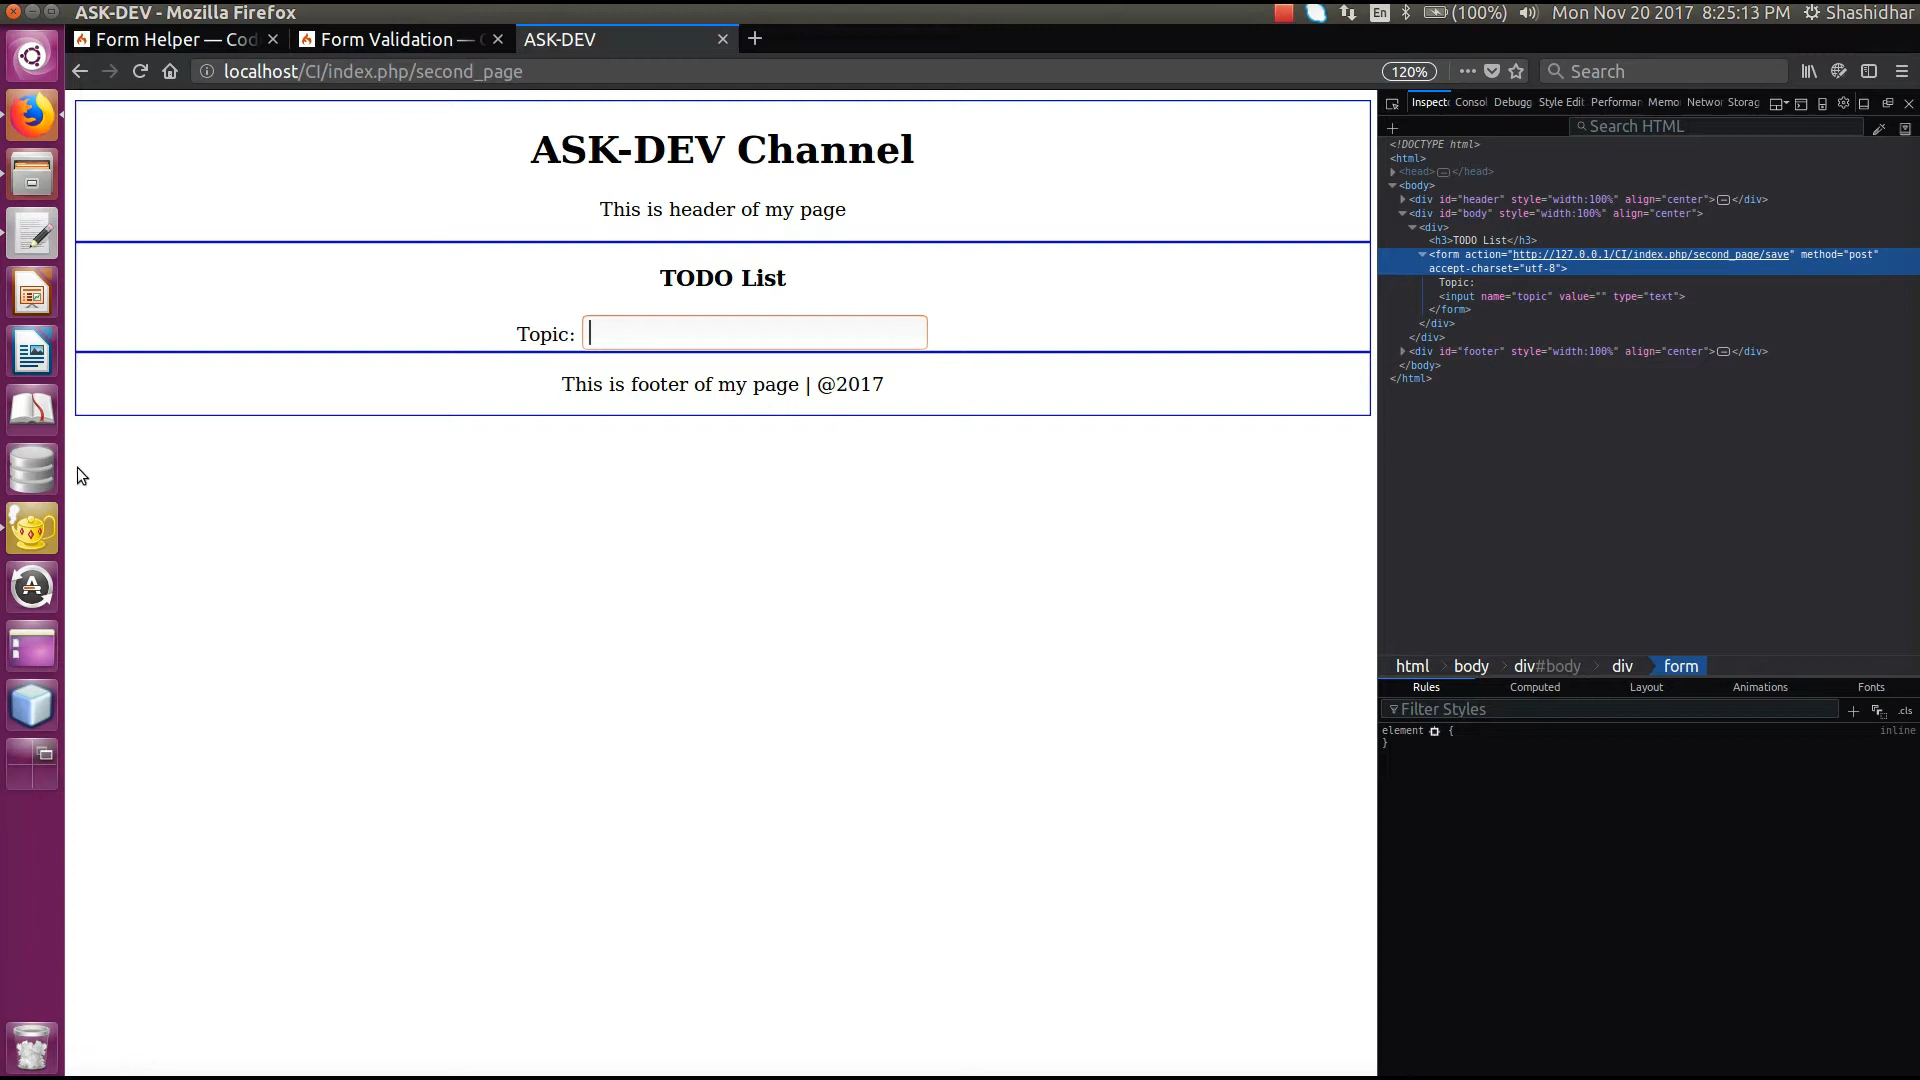 ASK-DEV - Mozilla Firefox
En
(100%)
Mon Nov 20 2017 8:25:13 PM
Shashidhar
Form Helper — Cod
Form Validation —
ASK-DEV
localhost/CI/index.php/second_page
120%
Search
ASK-DEV Channel
This is header of my page
TODO List
Topic:
This is footer of my page | @2017
Inspect Consol Debugg Style Edit Performan Memo Netwo Storag
Search HTML
<!DOCTYPE html>
<html>
<head></head>
<body>
<div id="header" style="width:100%" align="center"></div>
<div id="body" style="width:100%" align="center">
<div>
<h3>TODO List</h3>
<form action="http://127.0.0.1/CI/index.php/second_page/save" method="post"
accept-charset="utf-8">
Topic:
<input name="topic" value="" type="text">
</form>
</div>
</div>
<div id="footer" style="width:100%" align="center"></div>
</body>
</html>
html body div#body div form
Rules Computed Layout Animations Fonts
Filter Styles
.cls
element {
inline
}